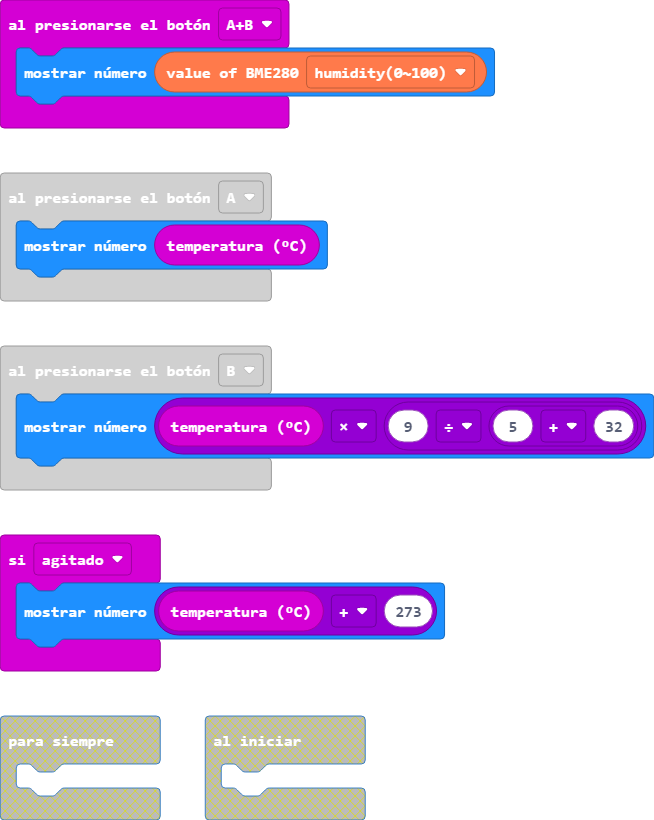 al presionarse el botón A+B
mostrar número value of BME280 humidity(0~100)
al presionarse el botón A
mostrar número temperatura (ºC)
al presionarse el botón B
mostrar número temperatura (ºC) × 9 ÷ 5 + 32
si agitado
mostrar número temperatura (ºC) + 273
para siempre al iniciar